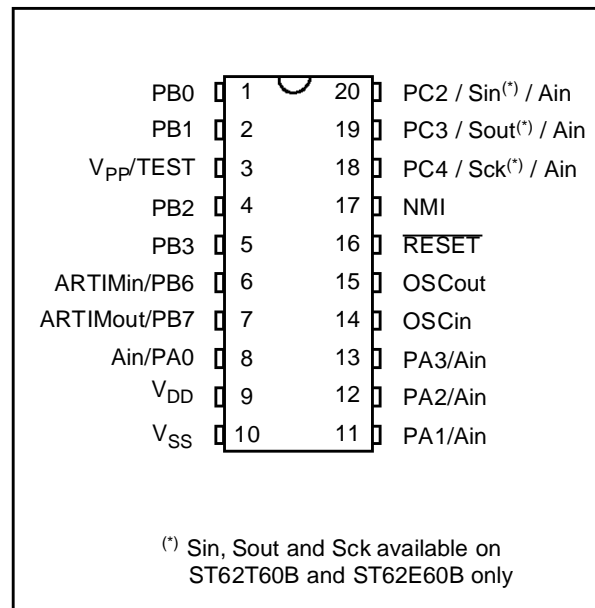 PB0 1 20 PC2 / Sin(*) / Ain
PB1 2 19 PC3 / Sout(*) / Ain
VPP/TEST 3 18 PC4 / Sck(*) / Ain
PB2 4 17 NMI
PB3 5 16 RESET
ARTIMin/PB6 6 15 OSCout
ARTIMout/PB7 7 14 OSCin
Ain/PA0 8 13 PA3/Ain
VDD 9 12 PA2/Ain
VSS 10 11 PA1/Ain
(*) Sin, Sout and Sck available on
ST62T60B and ST62E60B only